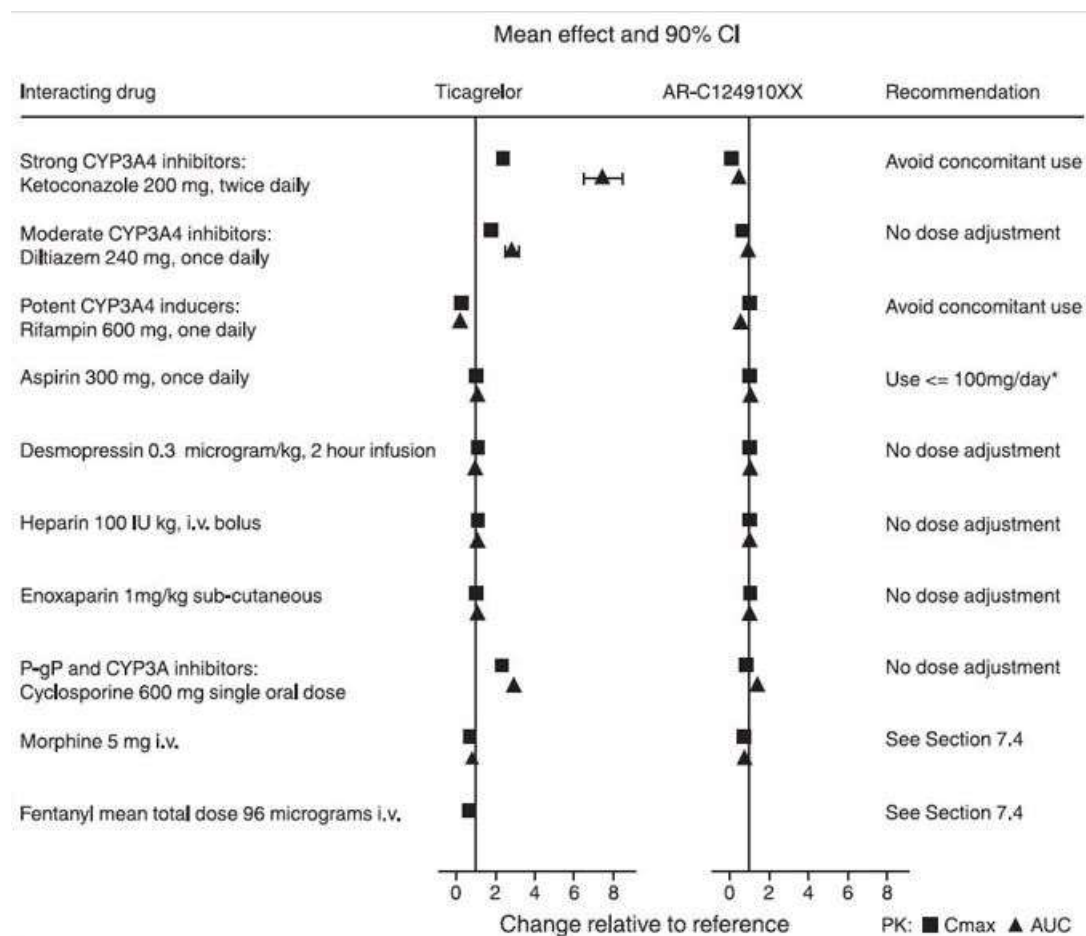 Mean effect and 90% CI
Interacting drug Ticagrelor AR-C124910XX Recommendation
Strong CYP3A4 inhibitors:
Ketoconazole 200 mg, twice daily
Avoid concomitant use
Moderate CYP3A4 inhibitors:
Diltiazem 240 mg, once daily
No dose adjustment
Potent CYP3A4 inducers:
Rifampin 600 mg, one daily
Avoid concomitant use
Aspirin 300 mg, once daily Use <= 100mg/day*
Desmopressin 0.3 microgram/kg, 2 hour infusion No dose adjustment
Heparin 100 IU kg, i.v. bolus No dose adjustment
Enoxaparin 1mg/kg sub-cutaneous No dose adjustment
P-gP and CYP3A inhibitors:
Cyclosporine 600 mg single oral dose
No dose adjustment
Morphine 5 mg i.v. See Section 7.4
Fentanyl mean total dose 96 micrograms i.v. See Section 7.4
0 2 4 6 8 0 2 4 6 8
Change relative to reference PK: Cmax AUC